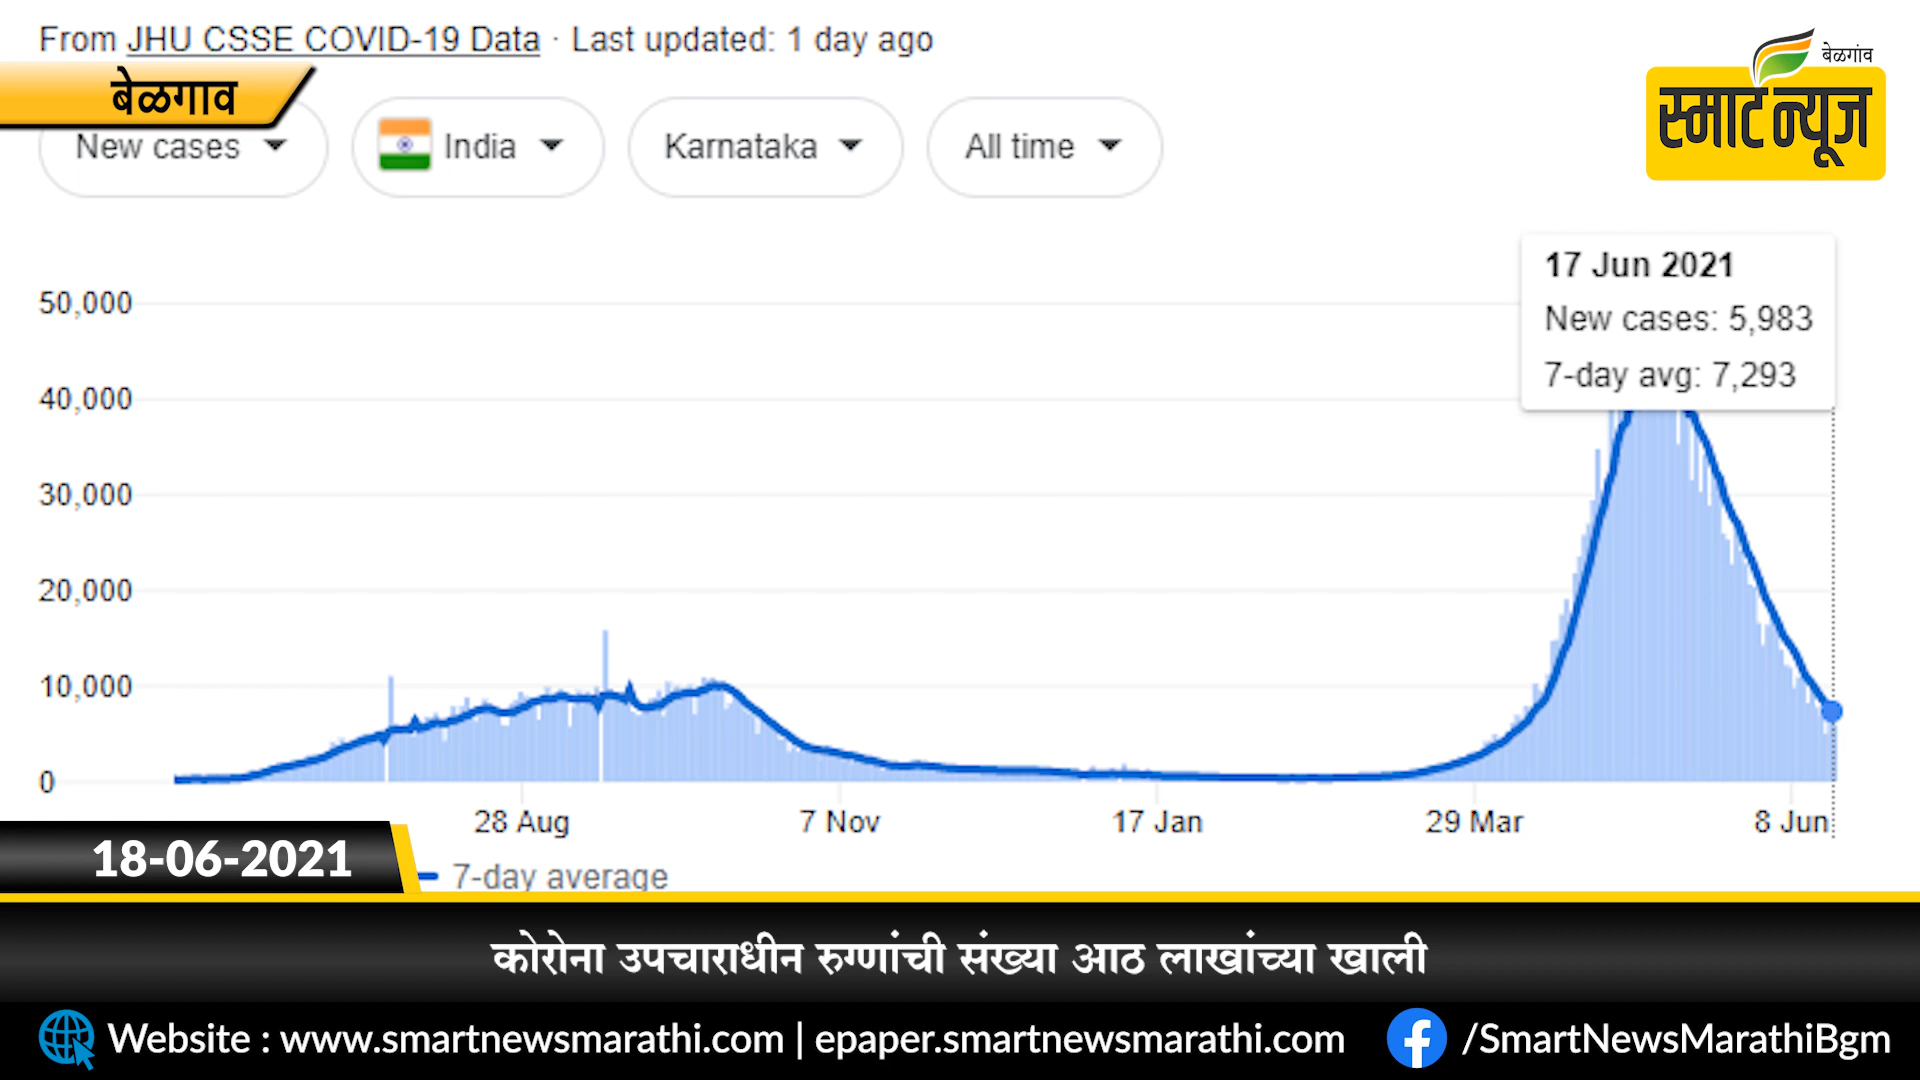 From JHU CSSE COVID-19 Data · Last updated: 1 day ago
बेळगाव
बेळगांव
स्मार्ट न्यूज
New cases
India
Karnataka
All time
17 Jun 2021
New cases: 5,983
7-day avg: 7,293
50,000
40,000
30,000
20,000
10,000
0
28 Aug
7 Nov
17 Jan
29 Mar
8 Jun
18-06-2021
7-day average
कोरोना उपचाराधीन रुग्णांची संख्या आठ लाखांच्या खाली
Website : www.smartnewsmarathi.com | epaper.smartnewsmarathi.com
/SmartNewsMarathiBgm